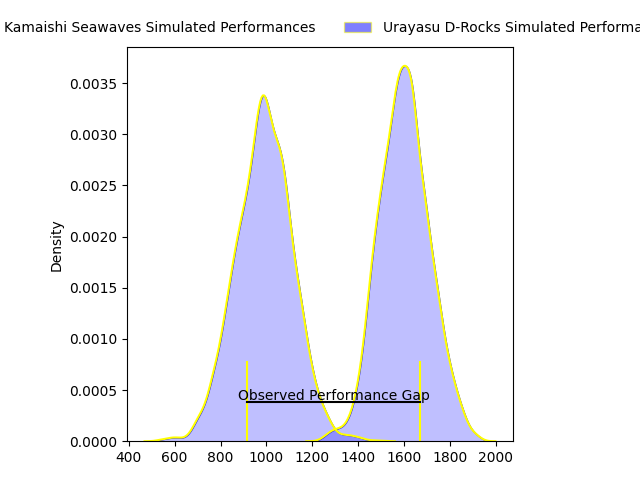 Kamaishi Seawaves Simulated Performances
Urayasu D-Rocks Simulated Performa
0.0035
0.0030
0.0025
0.0020
0.0015
0.0010
0.0005
0.0000
Density
Observed Performance Gap
400 600 800 1000 1200 1400 1600 1800 2000